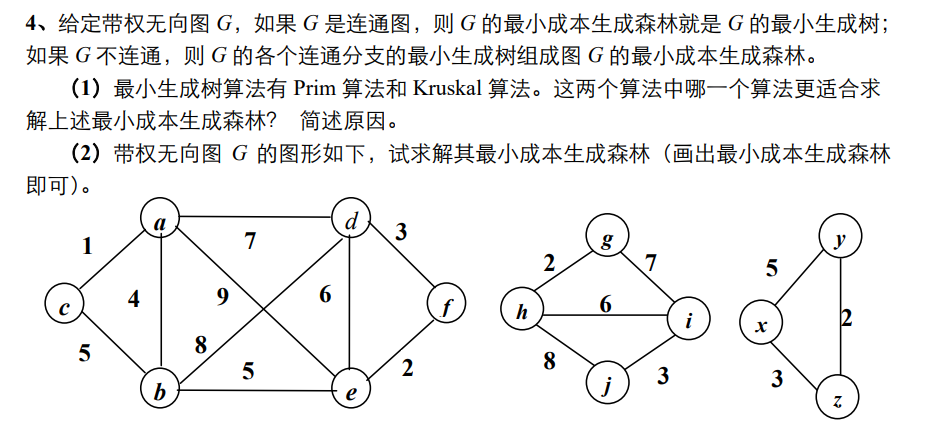 4、给定带权无向图 G，如果 G 是连通图，则 G 的最小成本生成森林就是 G 的最小生成树；
如果 G 不连通，则 G 的各个连通分支的最小生成树组成图 G 的最小成本生成森林。
（1）最小生成树算法有 Prim 算法和 Kruskal 算法。这两个算法中哪一个算法更适合求
解上述最小成本生成森林？ 简述原因。
（2）带权无向图 G 的图形如下，试求解其最小成本生成森林（画出最小成本生成森林
即可）。
a
d
1
7
3
c
4
9
6
f
5
8
5
2
b
e
g
2
7
h
6
i
8
3
j
y
5
x
2
3
z